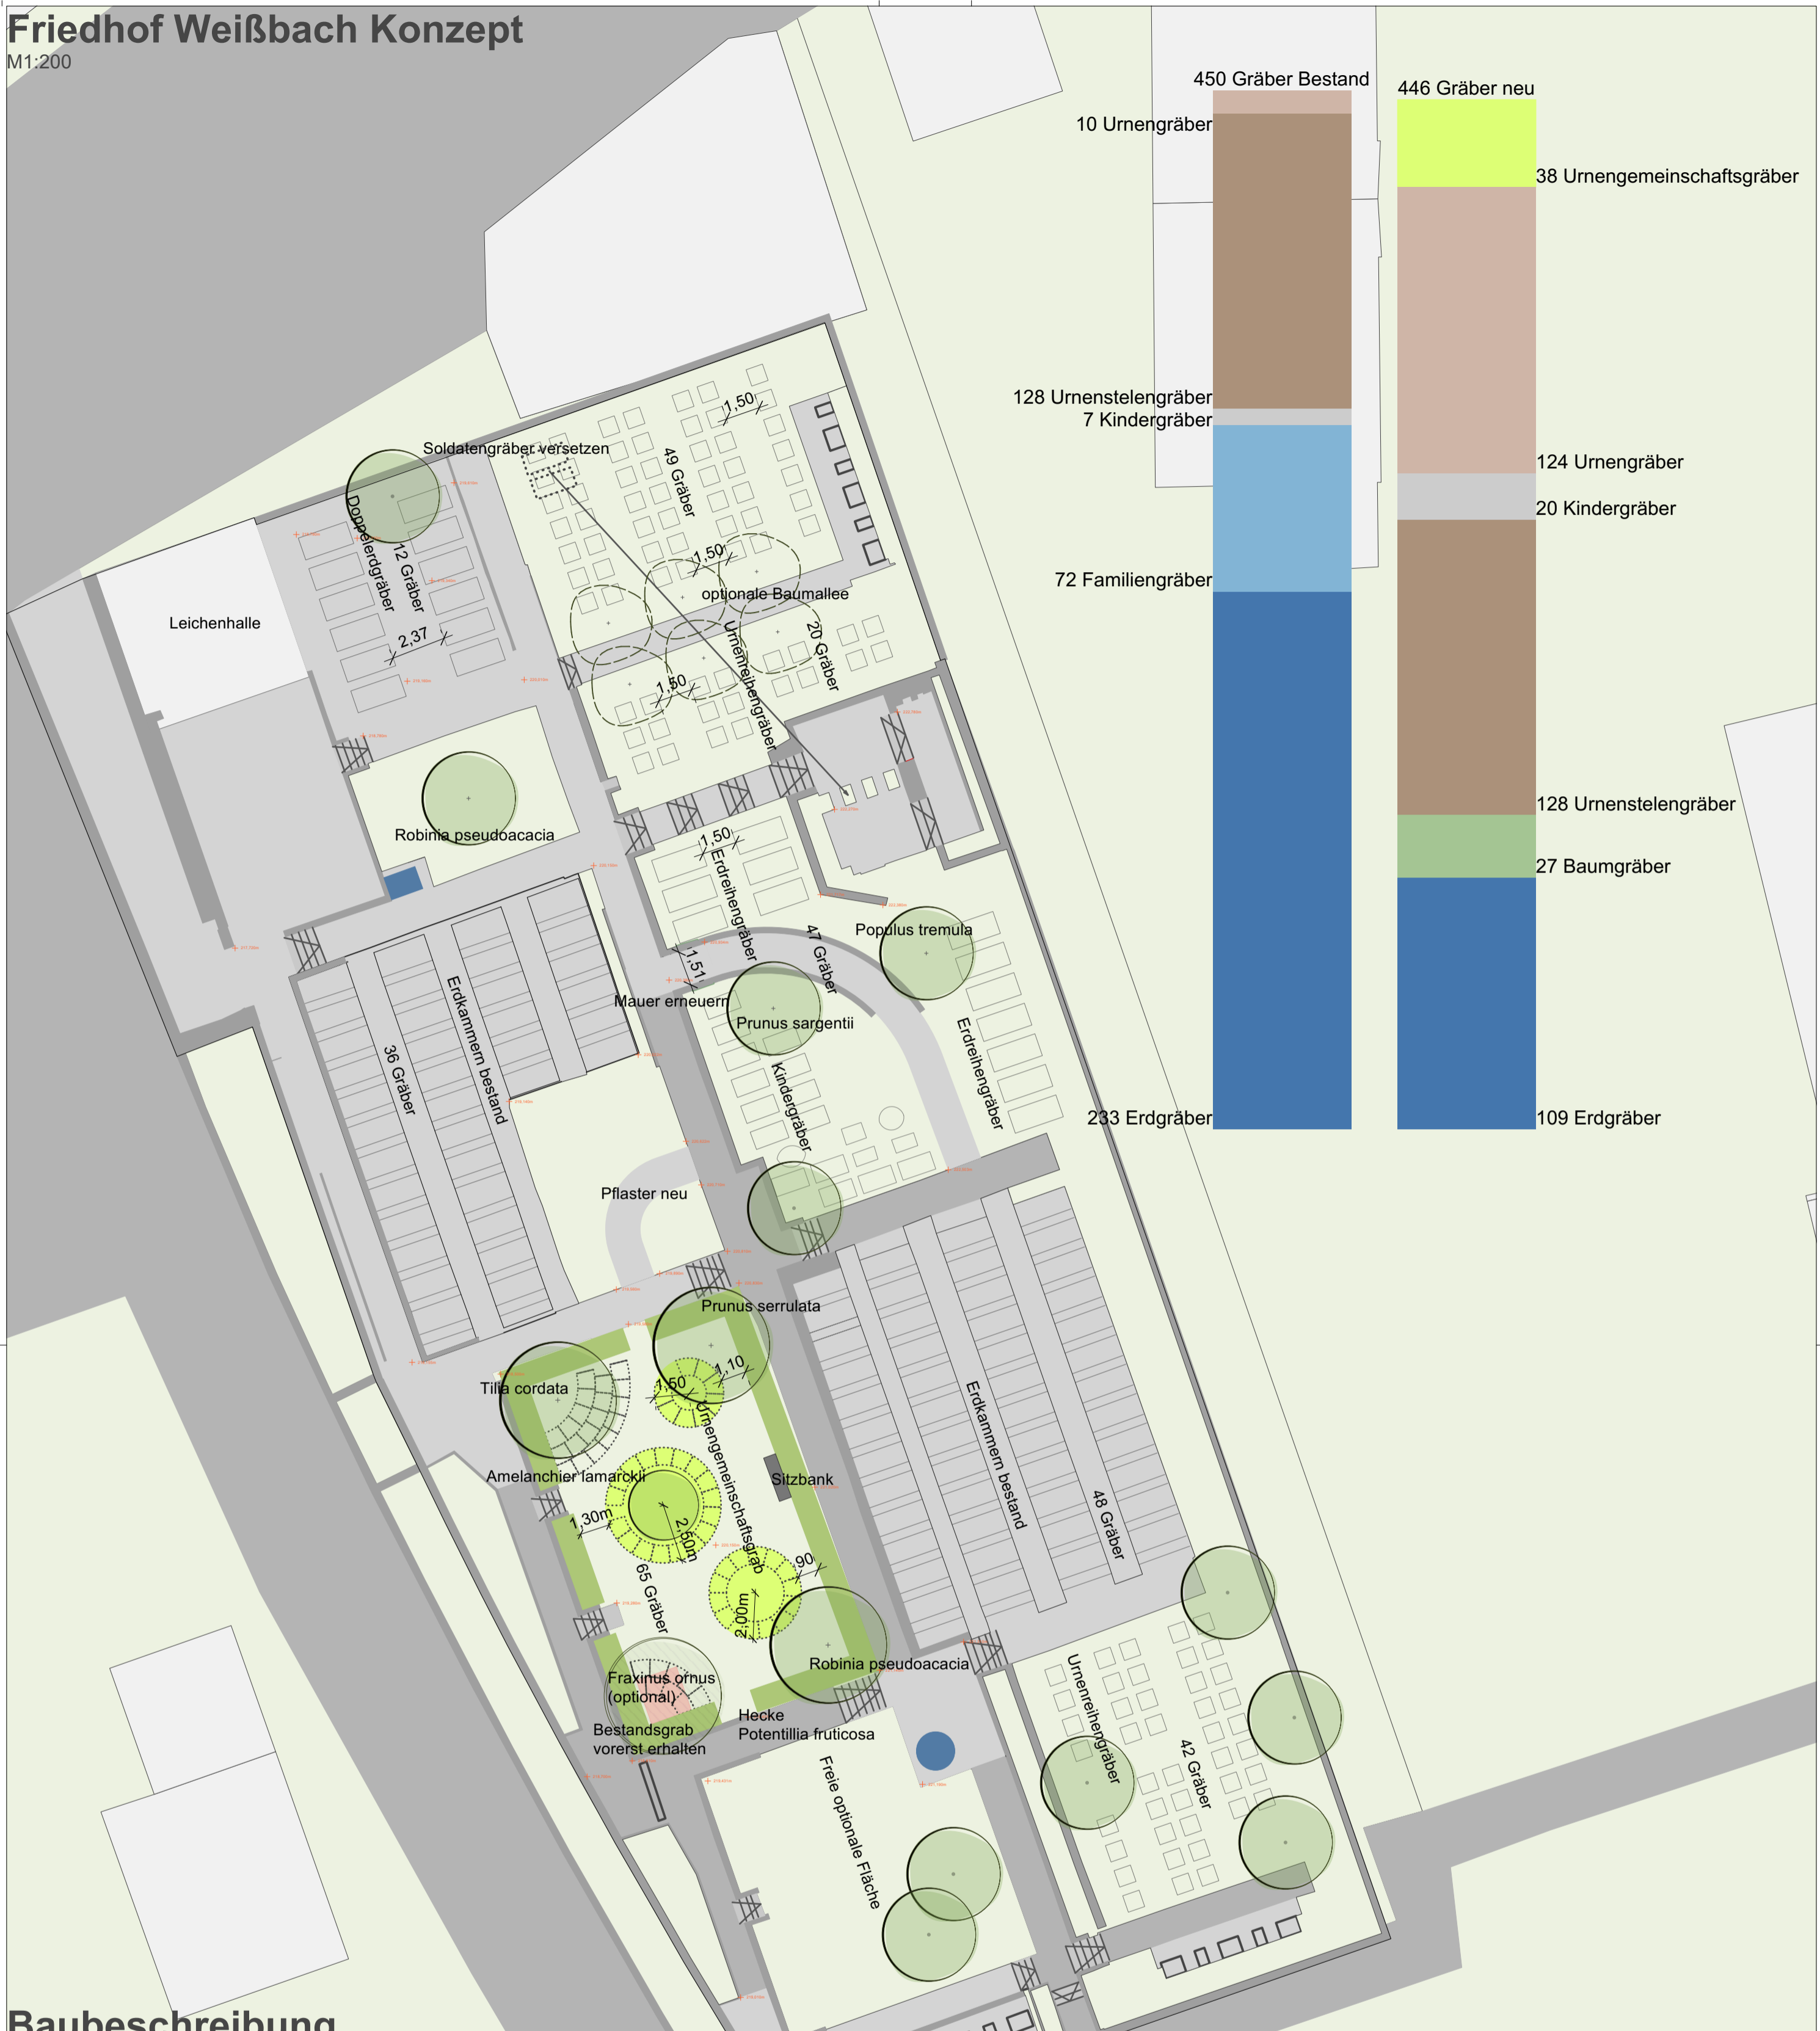 Friedhof Weißbach Konzept
M1:200
450 Gräber Bestand
10 Urnengräber
128 Urnenstelengräber
7 Kindergräber
72 Familiengräber
233 Erdgräber
446 Gräber neu
38 Urnengemeinschaftsgräber
124 Urnengräber
20 Kindergräber
128 Urnenstelengräber
27 Baumgräber
109 Erdgräber
Soldatengräber versetzen
49 Gräber
1,50
1,50
optionale Baumallee
Doppelerdgräber
12 Gräber
2,37
Leichenhalle
Urnenreihengräber
20 Gräber
1,50
Robinia pseudoacacia
1,50
Erdreihengräber
47 Gräber
Populus tremula
1,51
Mauer erneuern
Prunus sargentii
Kindergräber
Erdreihengräber
36 Gräber
Erdkammern bestand
Pflaster neu
Prunus serrulata
Tilia cordata
1,50
1,10
Amelanchier lamarckii
Urnengemeinschaftsgrab
Sitzbank
1,30m
2,50m
65 Gräber
90
2,00m
Erdkammern bestand
48 Gräber
Fraxinus ornus
(optional)
Robinia pseudoacacia
Bestandsgrab
vorerst erhalten
Hecke
Potentillia fruticosa
Urnenreihengräber
42 Gräber
Freie optionale Fläche
Baubeschreibung